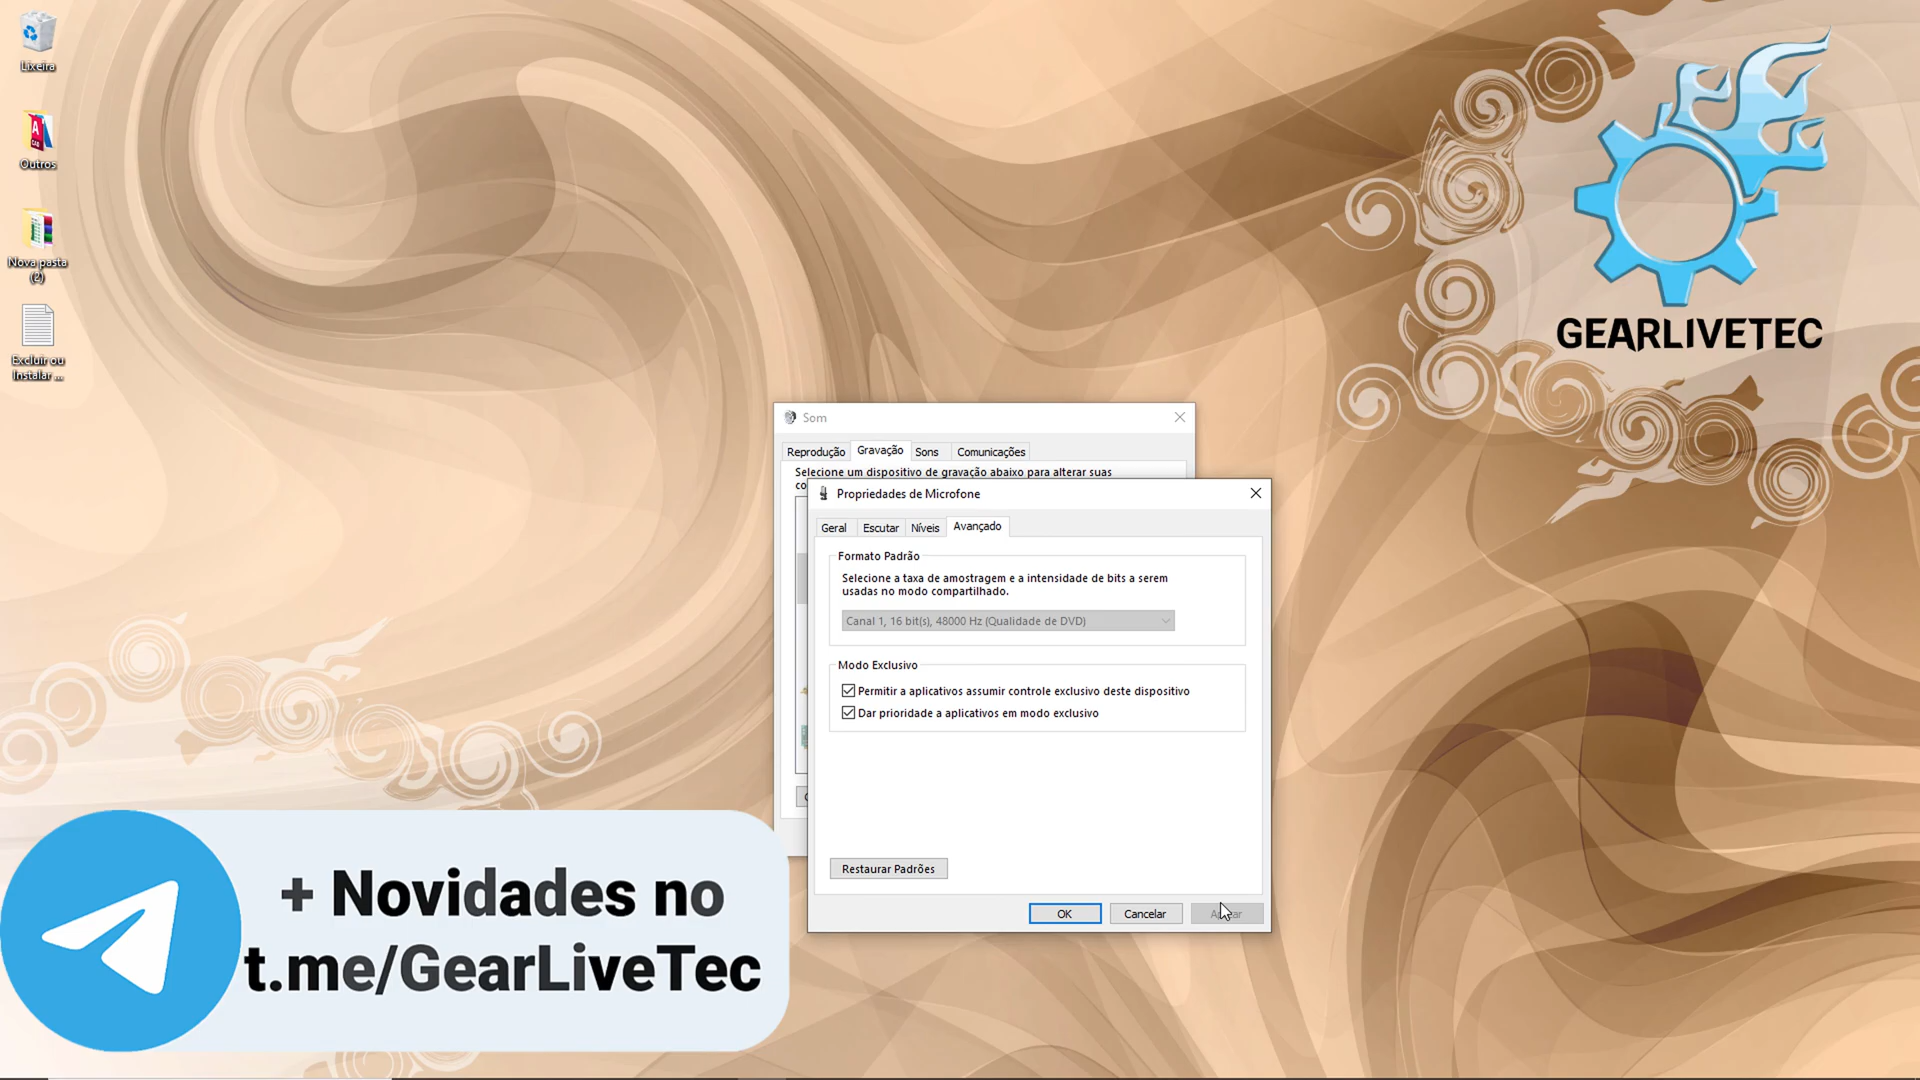 Lixeira
Outros
Nova pasta
(2)
Excluir ou
Instalar ...
GEARLIVETEC
Som
Reprodução
Gravação
Sons
Comunicações
Selecione um dispositivo de gravação abaixo para alterar suas
co
Propriedades de Microfone
Geral
Escutar
Níveis
Avançado
Formato Padrão
Selecione a taxa de amostragem e a intensidade de bits a serem
usadas no modo compartilhado.
Canal 1, 16 bit(s), 48000 Hz (Qualidade de DVD)
Modo Exclusivo
Permitir a aplicativos assumir controle exclusivo deste dispositivo
Dar prioridade a aplicativos em modo exclusivo
Restaurar Padrões
OK
Cancelar
+ Novidades no
t.me/GearLiveTec